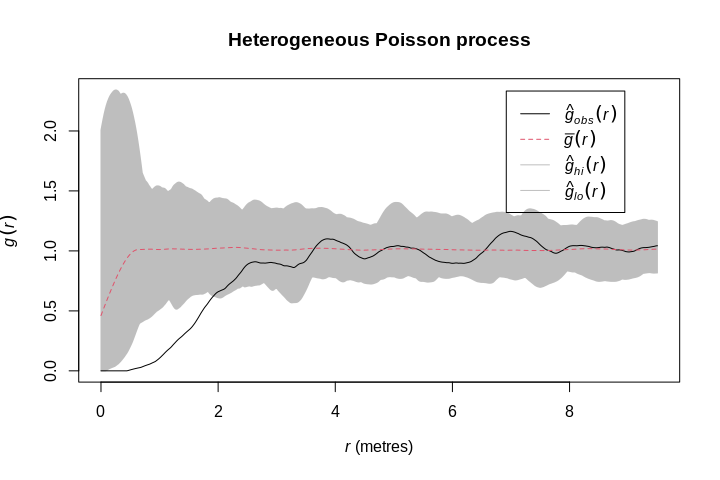 Heterogeneous Poisson process
g(r)
2.0
1.5
1.0
0.5
0.0
ĝobs(r)
g̅(r)
ĝhi(r)
ĝlo(r)
0 2 4 6 8
r (metres)